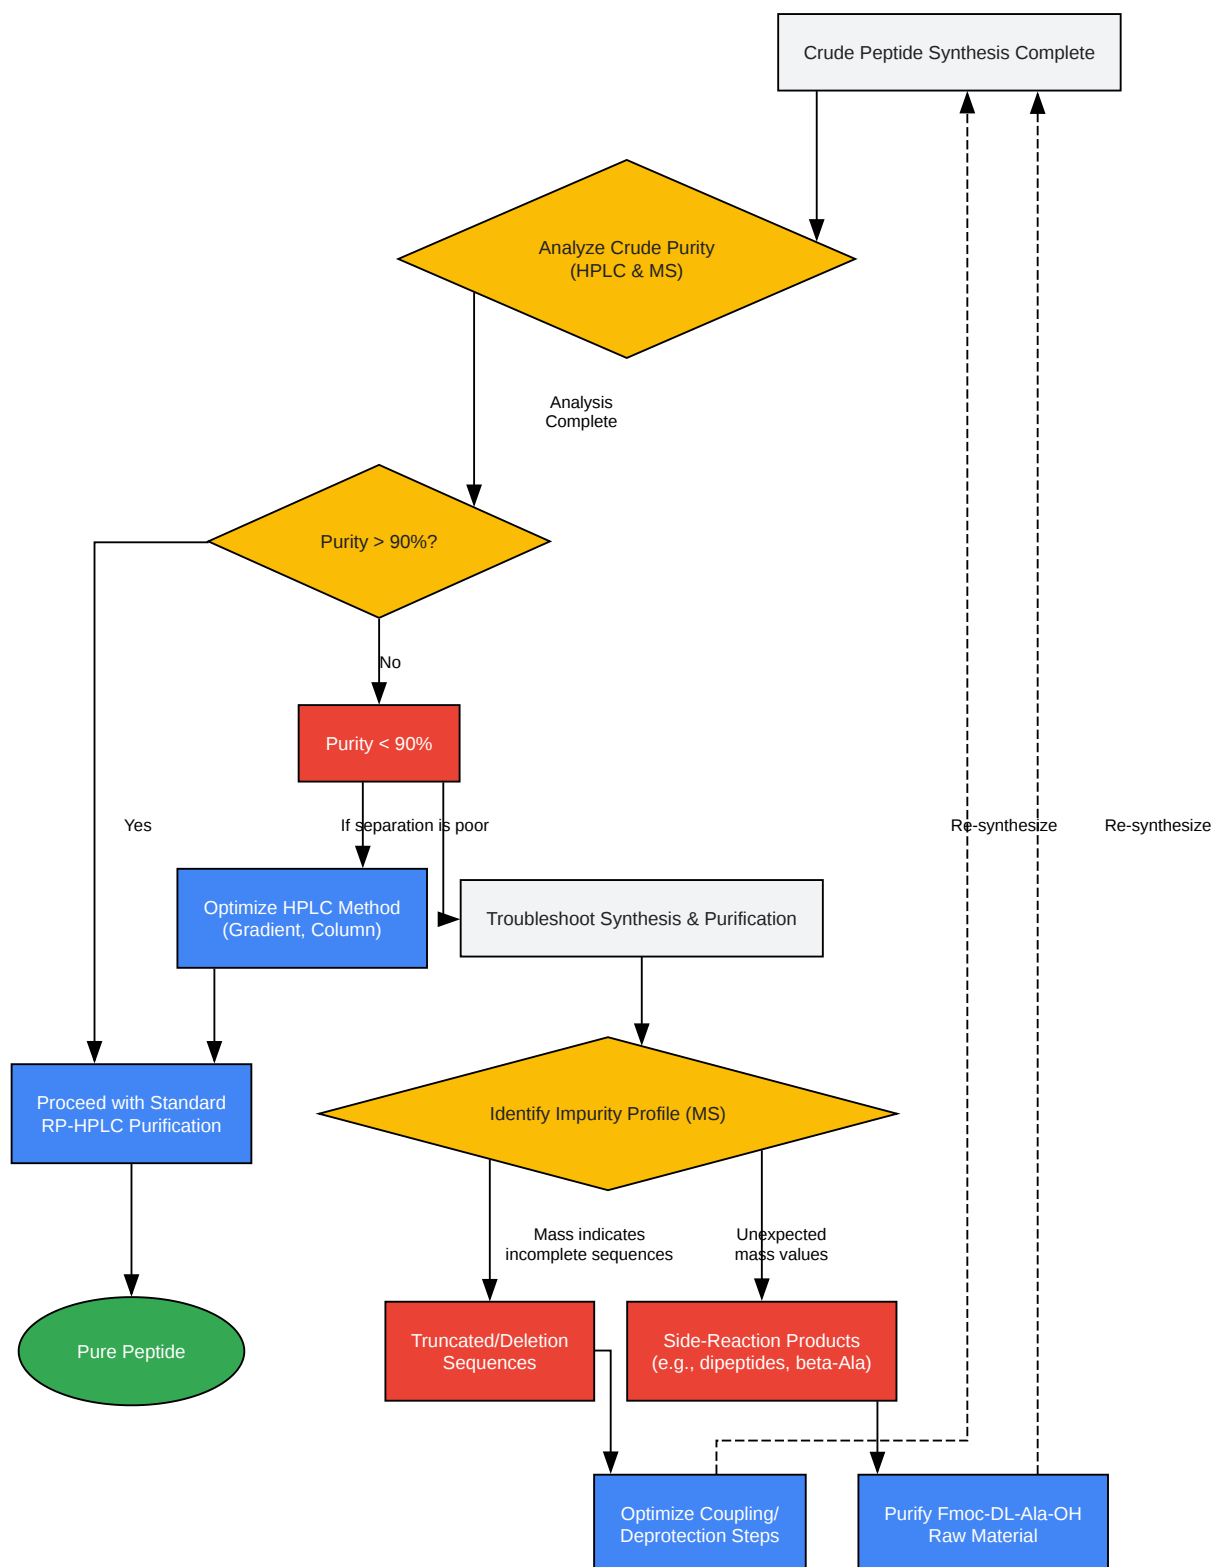 Crude Peptide Synthesis Complete
Analyze Crude Purity
(HPLC & MS)
Analysis
Complete
Purity > 90%?
No
Purity < 90%
Yes
If separation is poor
Re-synthesize
Re-synthesize
Optimize HPLC Method
(Gradient, Column)
Troubleshoot Synthesis & Purification
Proceed with Standard
RP-HPLC Purification
Identify Impurity Profile (MS)
Mass indicates
incomplete sequences
Unexpected
mass values
Pure Peptide
Truncated/Deletion
Sequences
Side-Reaction Products
(e.g., dipeptides, beta-Ala)
Optimize Coupling/
Deprotection Steps
Purify Fmoc-DL-Ala-OH
Raw Material